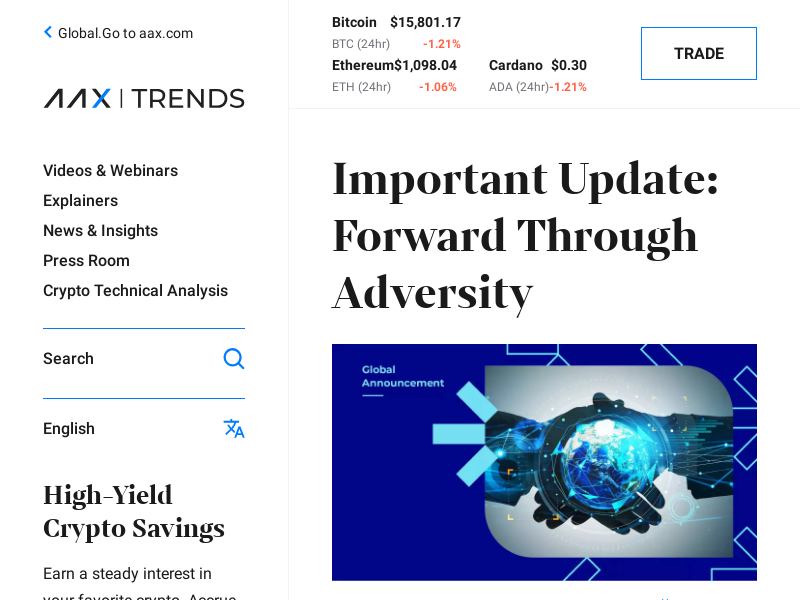 Global.Go to aax.com
AAX | TRENDS
Videos & Webinars
Explainers
News & Insights
Press Room
Crypto Technical Analysis
Search
English
High-Yield
Crypto Savings
Earn a steady interest in
your favorite crypto. Accrue
Bitcoin $15,801.17
BTC (24hr) -1.21%
Ethereum $1,098.04
ETH (24hr) -1.06%
Cardano $0.30
ADA (24hr) -1.21%
TRADE
Important Update:
Forward Through
Adversity
Global
Announcement